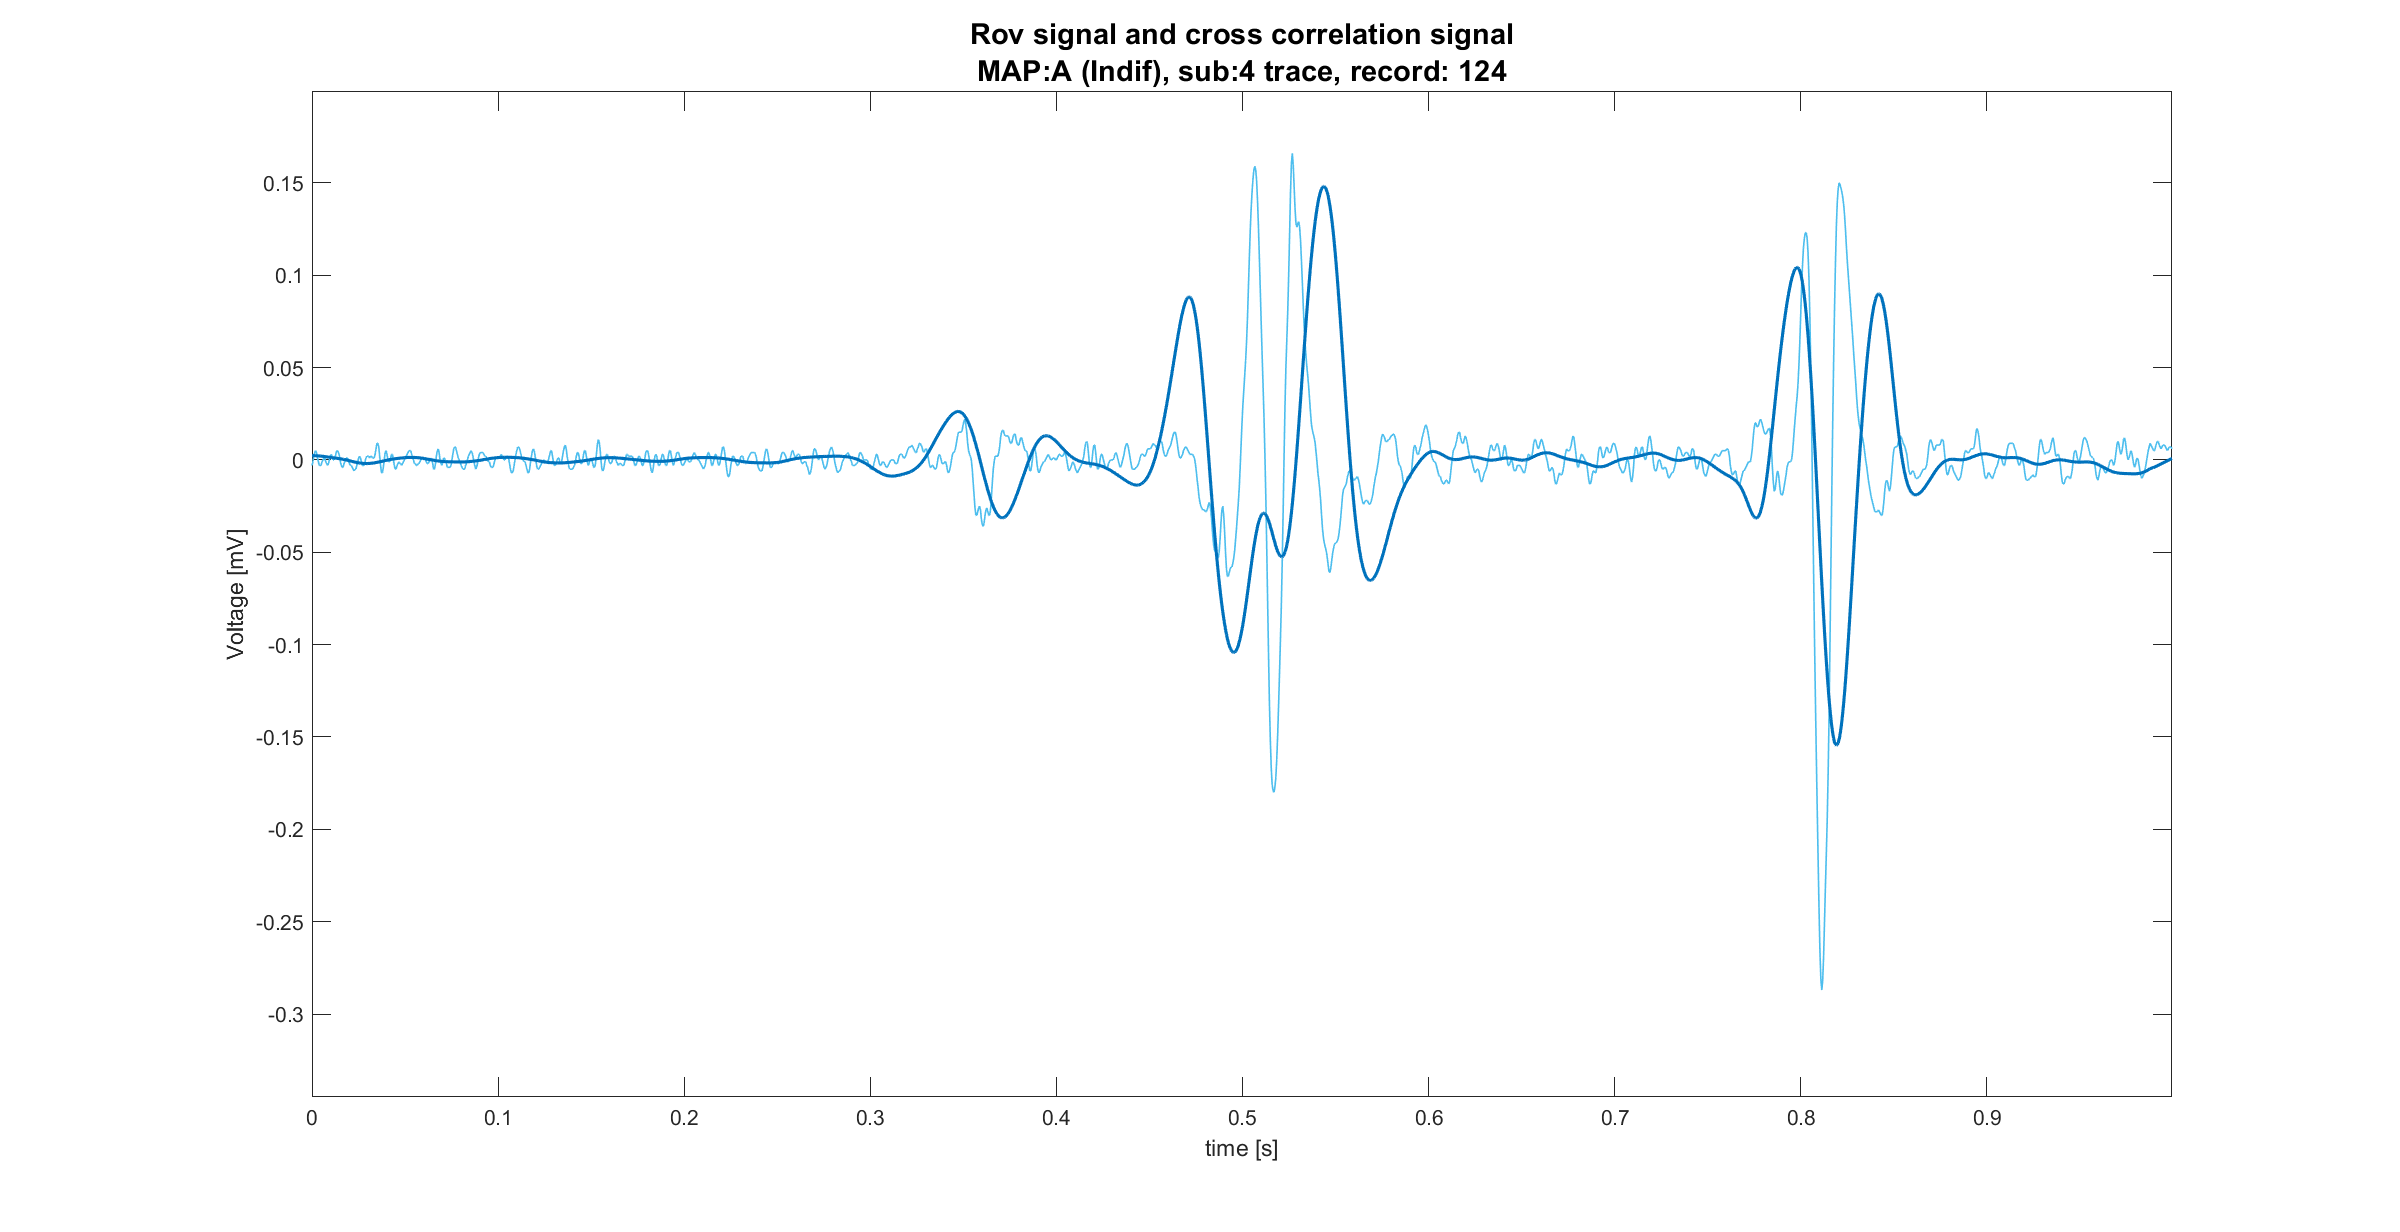 Rov signal and cross correlation signal
MAP:A (Indif), sub:4 trace, record: 124
0.15
0.1
0.05
0
-0.05
-0.1
-0.15
-0.2
-0.25
-0.3
Voltage [mV]
0 0.1 0.2 0.3 0.4 0.5 0.6 0.7 0.8 0.9
time [s]